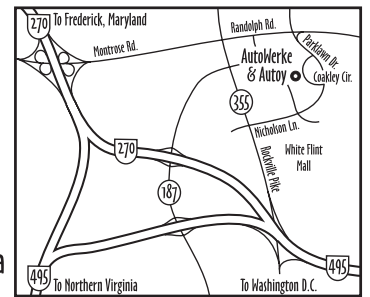 270
To Frederick, Maryland
Randolph Rd.
Montrose Rd.
Parklawn Dr.
AutoWerke
& Autoy
Coakley Cir.
355
Nicholson Ln.
270
White Flint
Mall
Rockville Pike
187
495
To Northern Virginia
To Washington D.C.
495
a